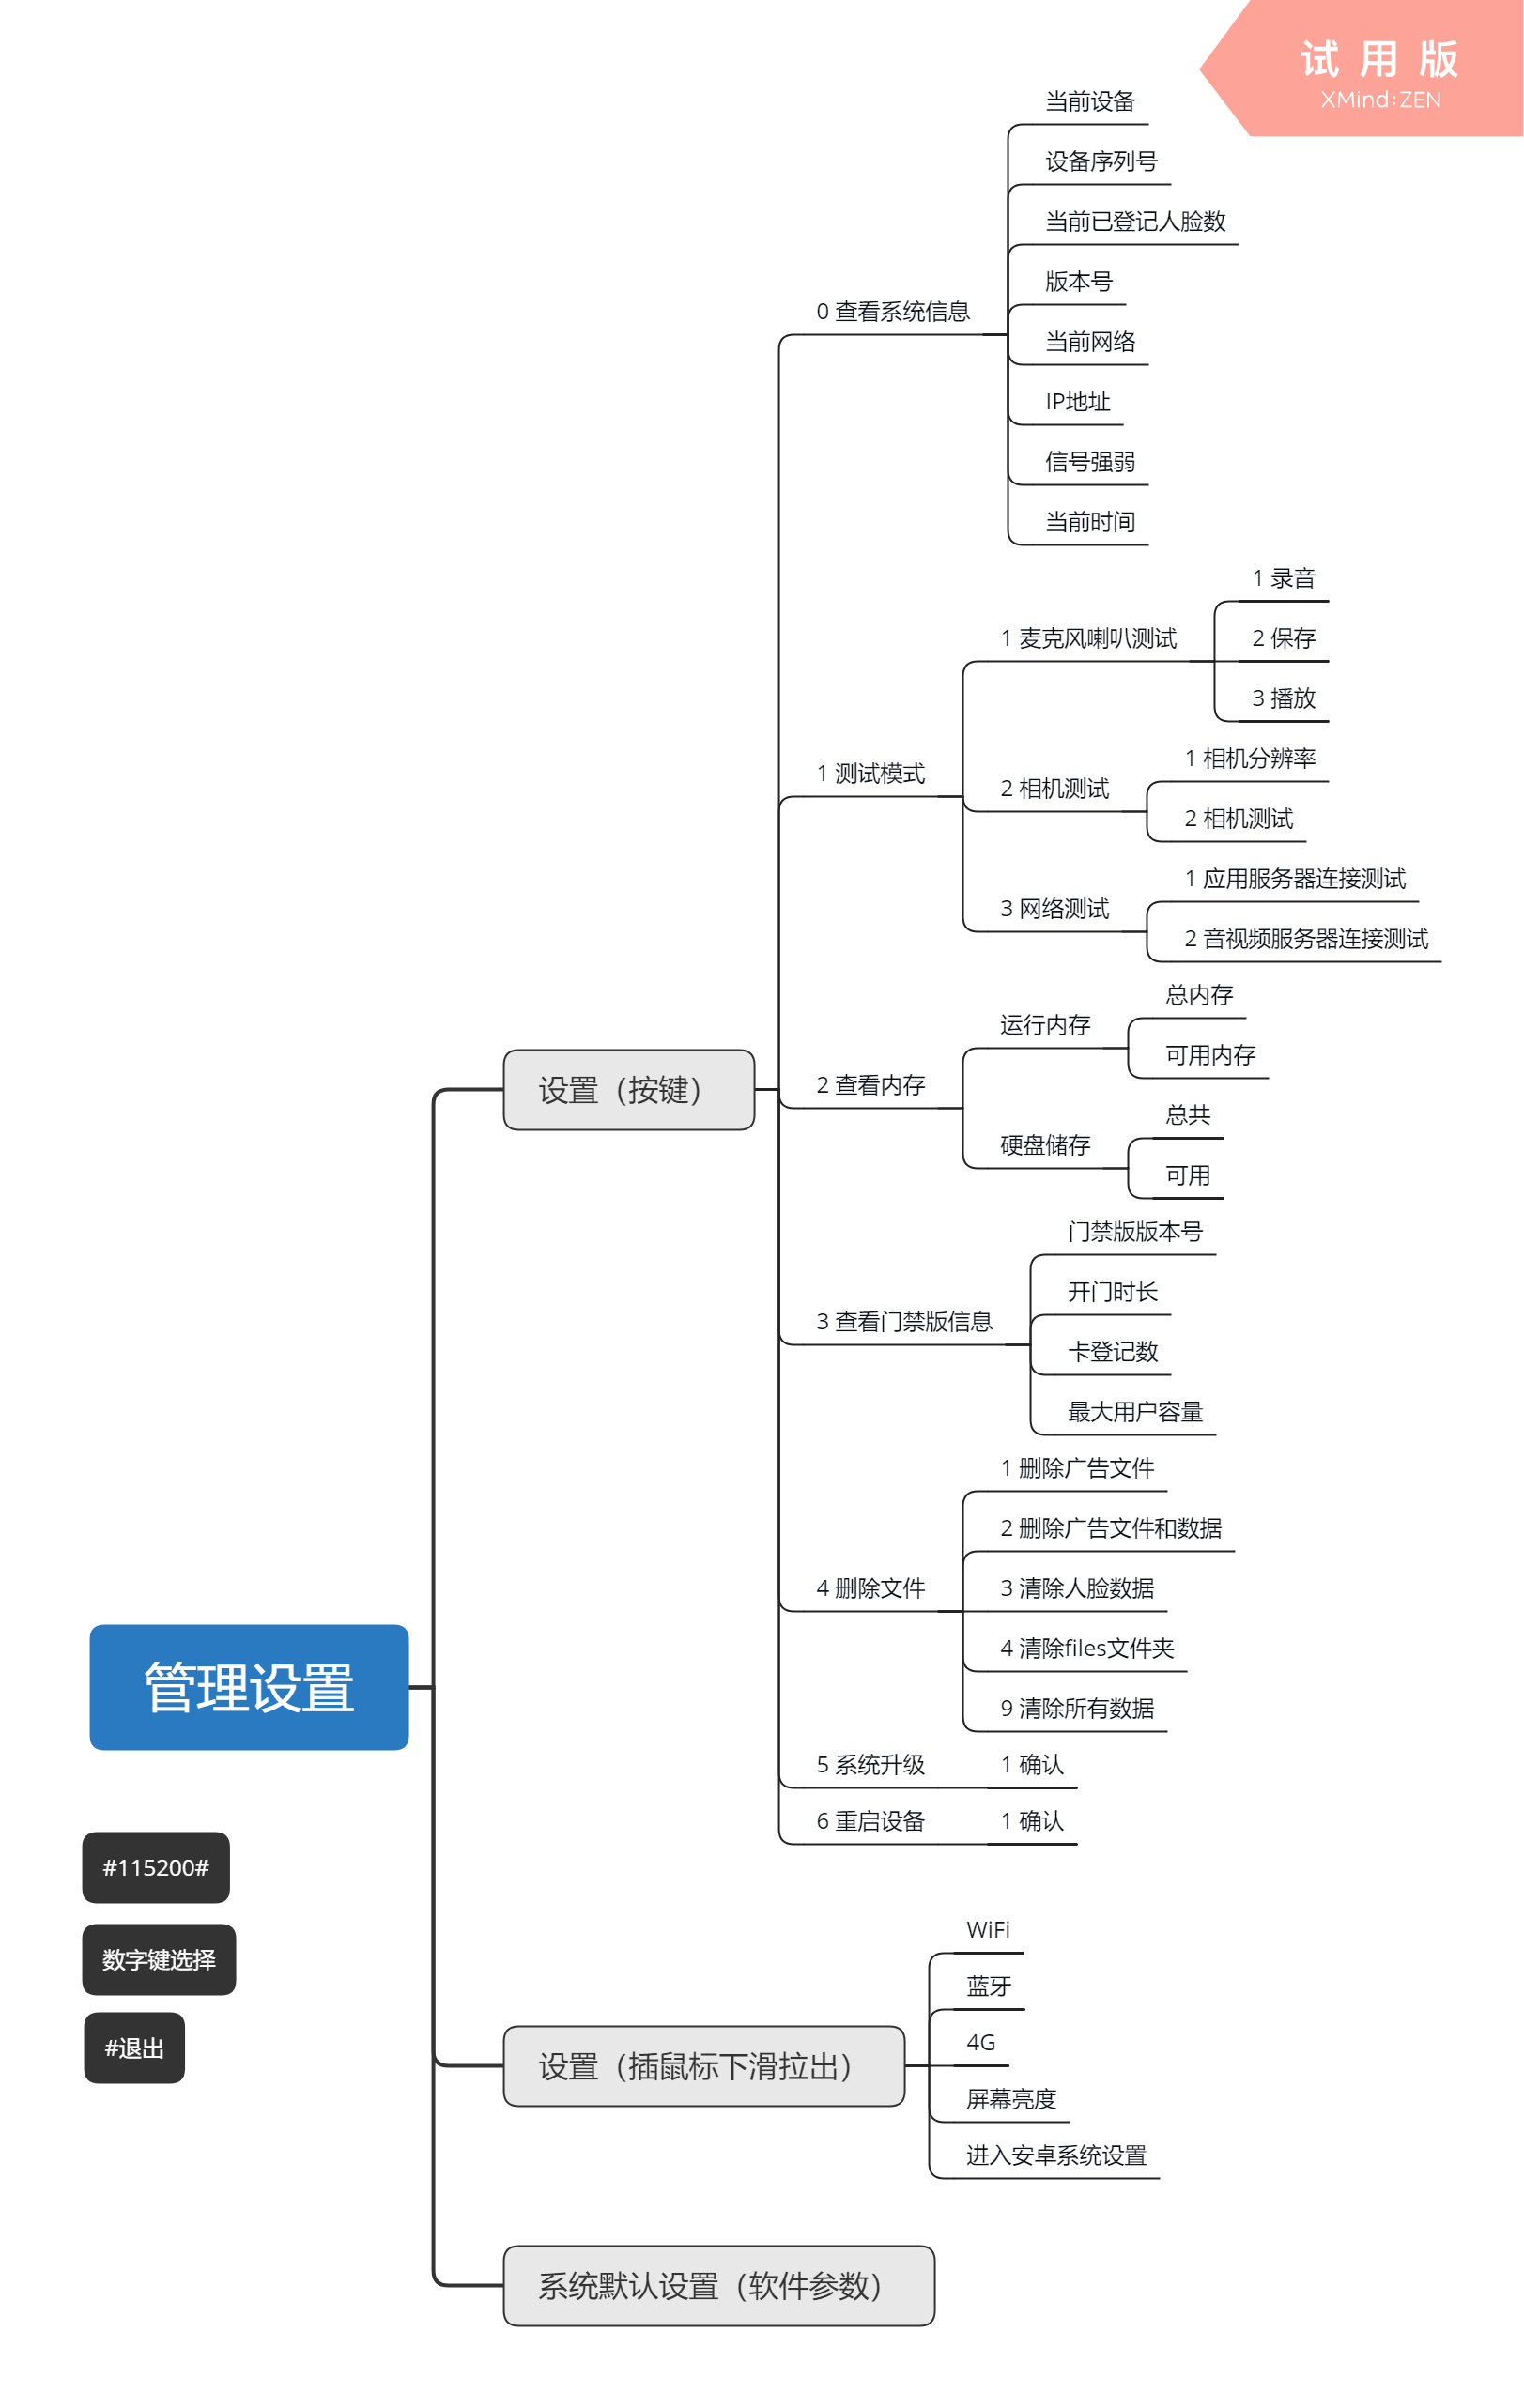 试 用 版
XMind:ZEN
当前设备
设备序列号
当前已登记人脸数
版本号
0 查看系统信息
当前网络
IP地址
信号强弱
当前时间
1 录音
1 麦克风喇叭测试
2 保存
3 播放
1 相机分辨率
1 测试模式
2 相机测试
2 相机测试
1 应用服务器连接测试
3 网络测试
2 音视频服务器连接测试
总内存
运行内存
可用内存
设置（按键）
2 查看内存
总共
硬盘储存
可用
门禁版版本号
开门时长
3 查看门禁版信息
卡登记数
最大用户容量
1 删除广告文件
2 删除广告文件和数据
4 删除文件
3 清除人脸数据
4 清除files文件夹
9 清除所有数据
管理设置
5 系统升级
1 确认
6 重启设备
1 确认
#115200#
数字键选择
#退出
WiFi
蓝牙
4G
设置（插鼠标下滑拉出）
屏幕亮度
进入安卓系统设置
系统默认设置（软件参数）